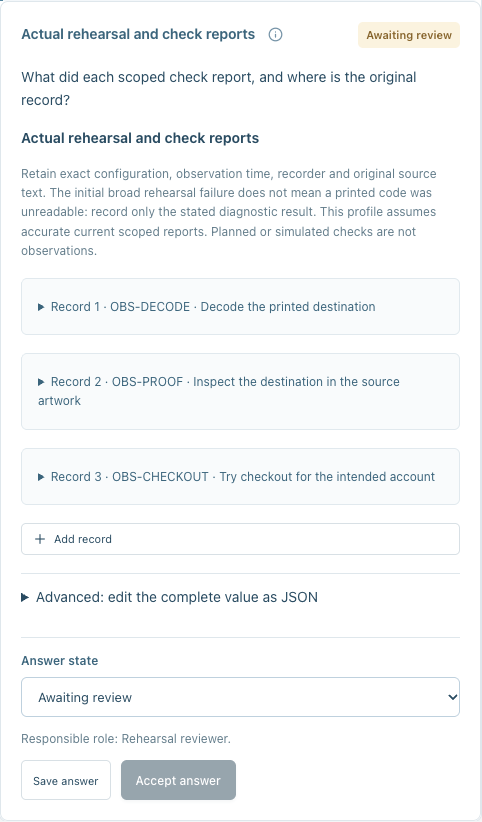 Actual rehearsal and check reports
Awaiting review
What did each scoped check report, and where is the original
record?
Actual rehearsal and check reports
Retain exact configuration, observation time, recorder and original source
text. The initial broad rehearsal failure does not mean a printed code was
unreadable: record only the stated diagnostic result. This profile assumes
accurate current scoped reports. Planned or simulated checks are not
observations.
Record 1 · OBS-DECODE · Decode the printed destination
Record 2 · OBS-PROOF · Inspect the destination in the source
artwork
Record 3 · OBS-CHECKOUT · Try checkout for the intended account
Add record
Advanced: edit the complete value as JSON
Answer state
Awaiting review
Responsible role: Rehearsal reviewer.
Save answer
Accept answer